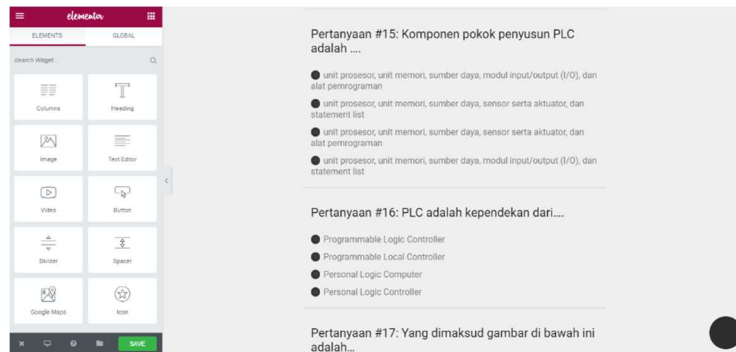 elementor
ELEMENTS
GLOBAL
Search Widget...
Columns
Heading
Image
Text Editor
Video
Button
Divider
Spacer
Google Maps
Icon
SAVE
Pertanyaan #15: Komponen pokok penyusun PLC
adalah ....
unit prosesor, unit memori, sumber daya, modul input/output (I/O), dan
alat pemrograman
unit prosesor, unit memori, sumber daya, sensor serta aktuator, dan
statement list
unit prosesor, unit memori, sumber daya, sensor serta aktuator, dan
alat pemrograman
unit prosesor, unit memori, sumber daya, modul input/output (I/O), dan
statement list
Pertanyaan #16: PLC adalah kependekan dari....
Programmable Logic Controller
Programmable Local Controller
Personal Logic Computer
Personal Logic Controller
Pertanyaan #17: Yang dimaksud gambar di bawah ini
adalah...